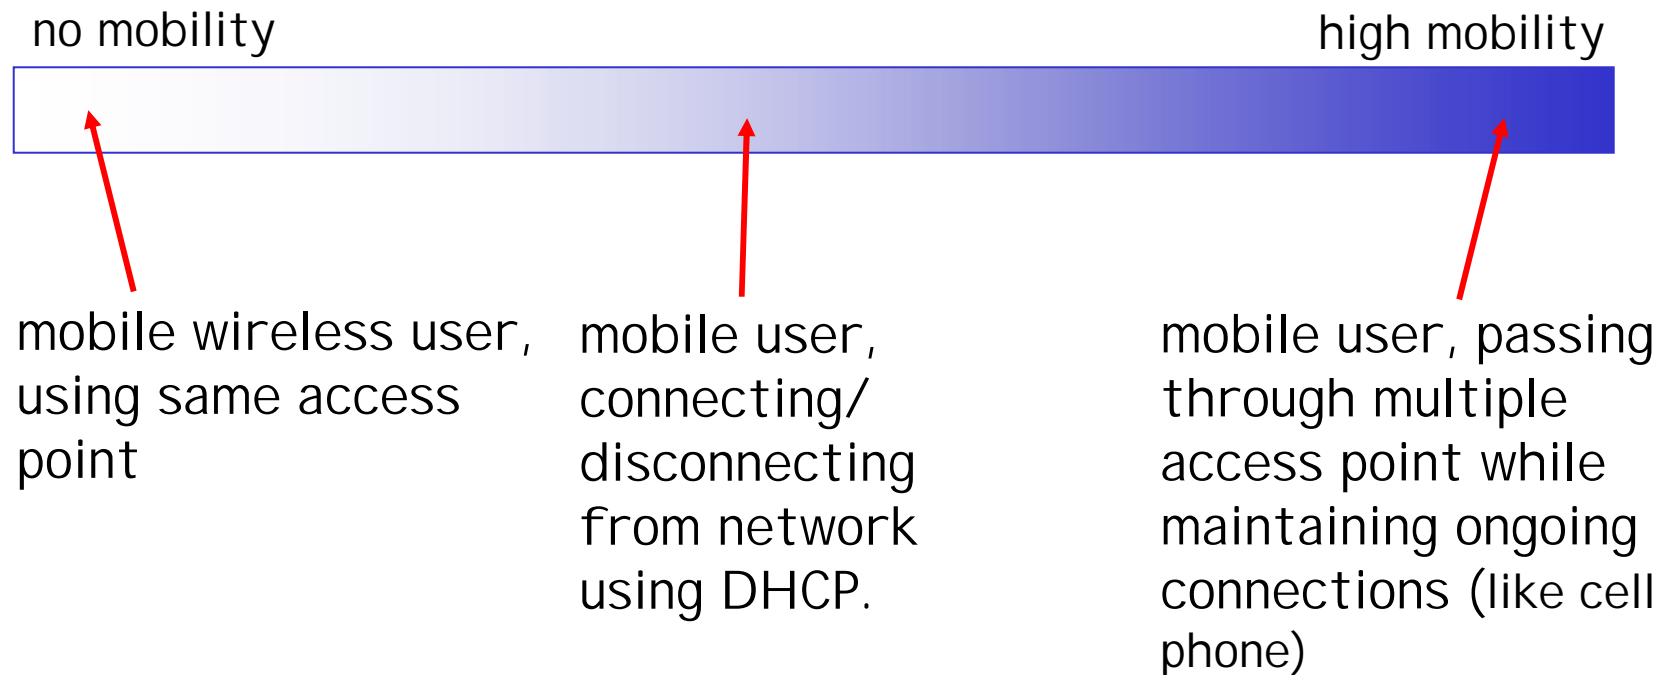 no mobility
high mobility
mobile wireless user,
using same access
point
mobile user,
connecting/
disconnecting
from network
using DHCP.
mobile user, passing
through multiple
access point while
maintaining ongoing
connections (like cell
phone)